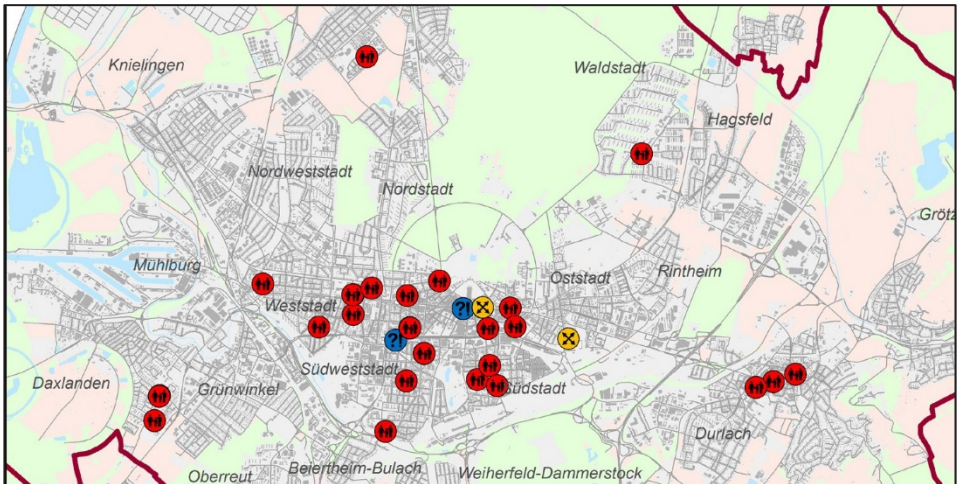 Knielingen
Waldstadt
Hagsfeld
Nordweststadt
Nordstadt
Grötz
Mühlburg
Oststadt
Rintheim
Weststadt
?!
?!
Südweststadt
Daxlanden
Grünwinkel
Südstadt
Durlach
Oberreut
Beiertheim-Bulach
Weiherfeld-Dammerstock